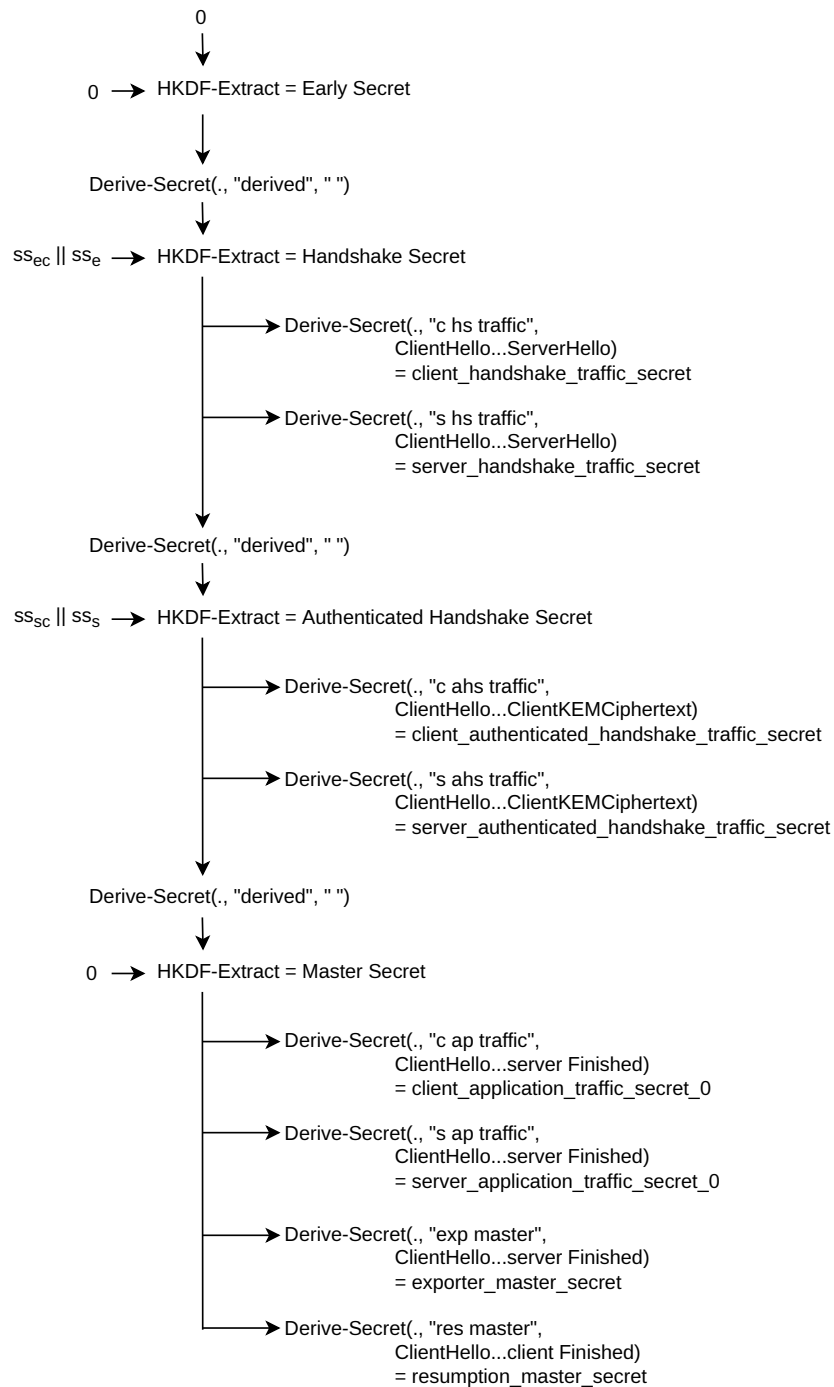 0
0 HKDF-Extract = Early Secret
Derive-Secret(., "derived", " ")
ss_ec || ss_e HKDF-Extract = Handshake Secret
Derive-Secret(., "c hs traffic",
ClientHello...ServerHello)
= client_handshake_traffic_secret
Derive-Secret(., "s hs traffic",
ClientHello...ServerHello)
= server_handshake_traffic_secret
Derive-Secret(., "derived", " ")
ss_sc || ss_s HKDF-Extract = Authenticated Handshake Secret
Derive-Secret(., "c ahs traffic",
ClientHello...ClientKEMCiphertext)
= client_authenticated_handshake_traffic_secret
Derive-Secret(., "s ahs traffic",
ClientHello...ClientKEMCiphertext)
= server_authenticated_handshake_traffic_secret
Derive-Secret(., "derived", " ")
0 HKDF-Extract = Master Secret
Derive-Secret(., "c ap traffic",
ClientHello...server Finished)
= client_application_traffic_secret_0
Derive-Secret(., "s ap traffic",
ClientHello...server Finished)
= server_application_traffic_secret_0
Derive-Secret(., "exp master",
ClientHello...server Finished)
= exporter_master_secret
Derive-Secret(., "res master",
ClientHello...client Finished)
= resumption_master_secret